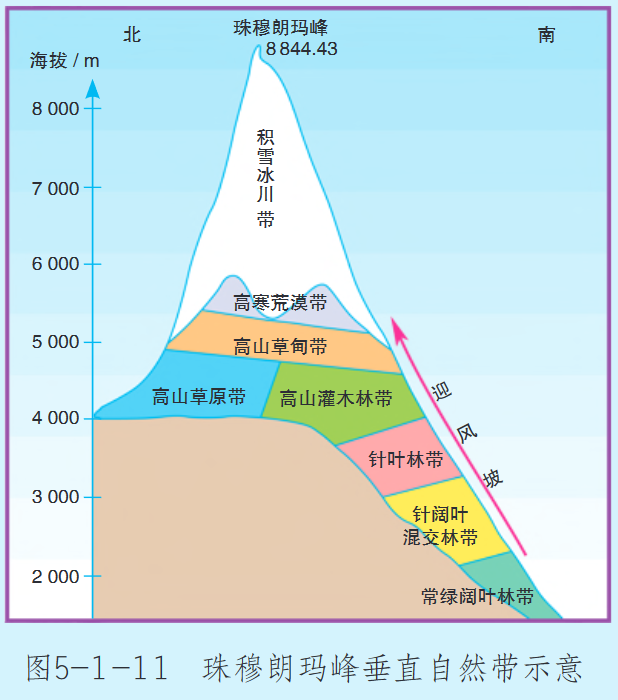 北
珠穆朗玛峰
8 844.43
南
海拔 / m
8 000
7 000
6 000
5 000
4 000
3 000
2 000
积雪冰川带
高寒荒漠带
高山草甸带
高山草原带
高山灌木林带
针叶林带
针阔叶
混交林带
常绿阔叶林带
迎风坡
图5-1-11 珠穆朗玛峰垂直自然带示意